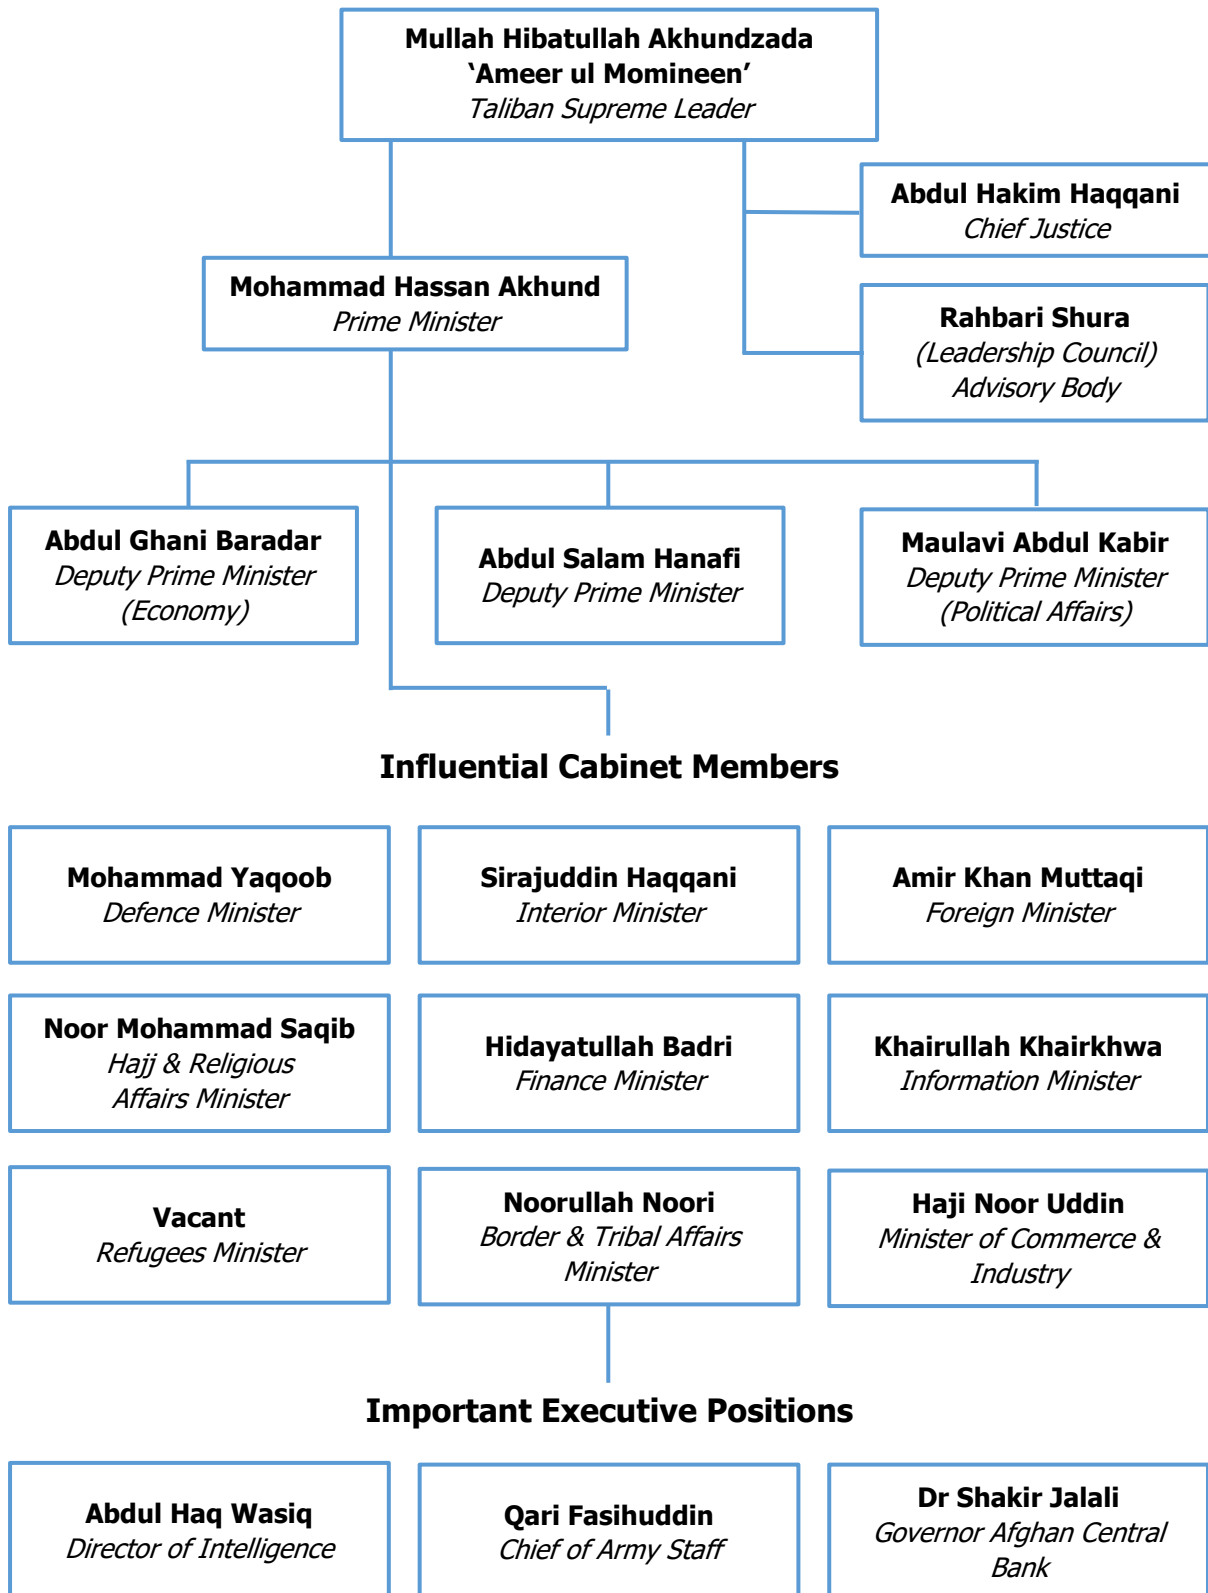 Mullah Hibatullah Akhundzada
‘Ameer ul Momineen’
Taliban Supreme Leader
Abdul Hakim Haqqani
Chief Justice
Mohammad Hassan Akhund
Prime Minister
Rahbari Shura
(Leadership Council)
Advisory Body
Abdul Ghani Baradar
Deputy Prime Minister
(Economy)
Abdul Salam Hanafi
Deputy Prime Minister
Maulavi Abdul Kabir
Deputy Prime Minister
(Political Affairs)
Influential Cabinet Members
Mohammad Yaqoob
Defence Minister
Sirajuddin Haqqani
Interior Minister
Amir Khan Muttaqi
Foreign Minister
Noor Mohammad Saqib
Hajj & Religious
Affairs Minister
Hidayatullah Badri
Finance Minister
Khairullah Khairkhwa
Information Minister
Vacant
Refugees Minister
Noorullah Noori
Border & Tribal Affairs
Minister
Haji Noor Uddin
Minister of Commerce &
Industry
Important Executive Positions
Abdul Haq Wasiq
Director of Intelligence
Qari Fasihuddin
Chief of Army Staff
Dr Shakir Jalali
Governor Afghan Central
Bank